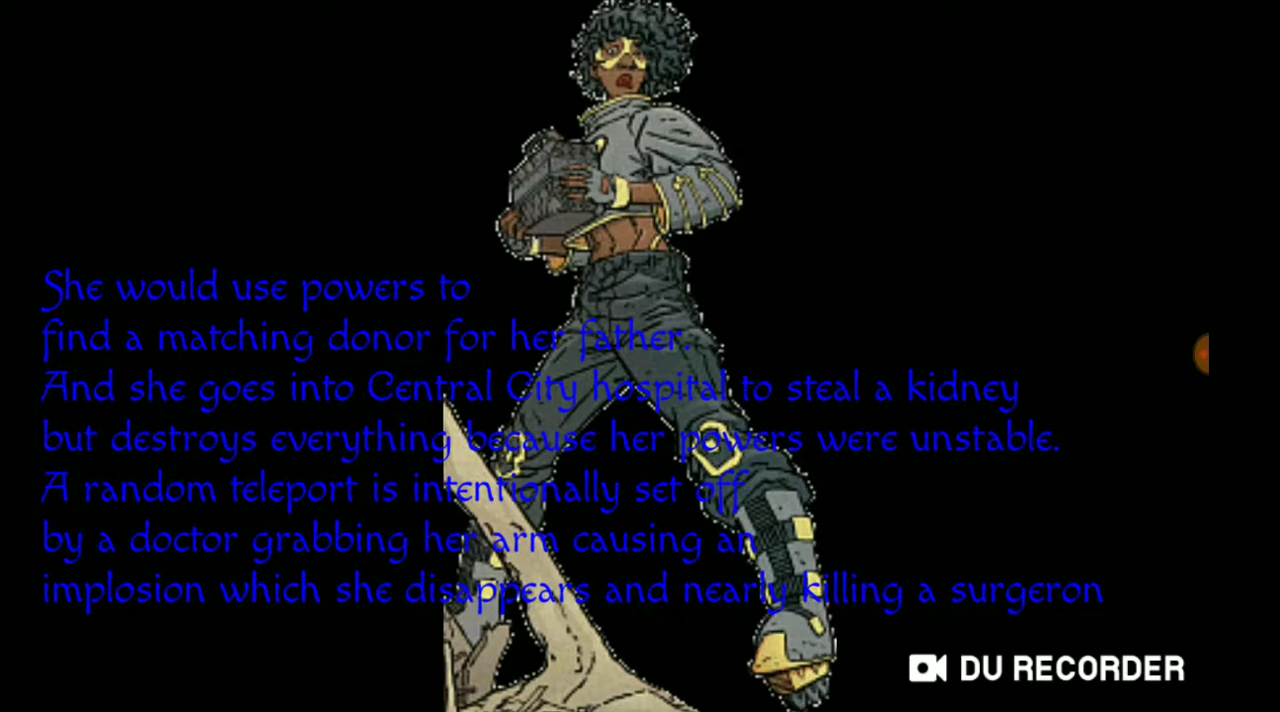 She would use powers to
find a matching donor for her father.
And she goes into Central City hospital to steal a kidney
but destroys everything because her powers were unstable.
A random teleport is intentionally set off
by a doctor grabbing her arm causing an
implosion which she disappears and nearly killing a surgeron
DU RECORDER